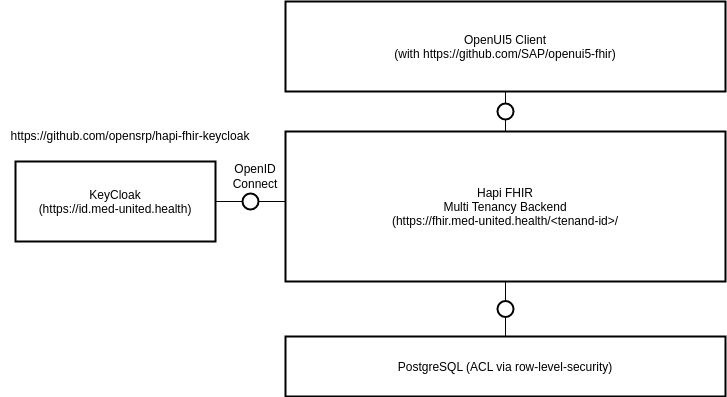 OpenUI5 Client
(with https://github.com/SAP/openui5-fhir)
https://github.com/opensrp/hapi-fhir-keycloak
OpenID
Connect
KeyCloak
(https://id.med-united.health)
Hapi FHIR
Multi Tenancy Backend
(https://fhir.med-united.health/<tenand-id>/
PostgreSQL (ACL via row-level-security)